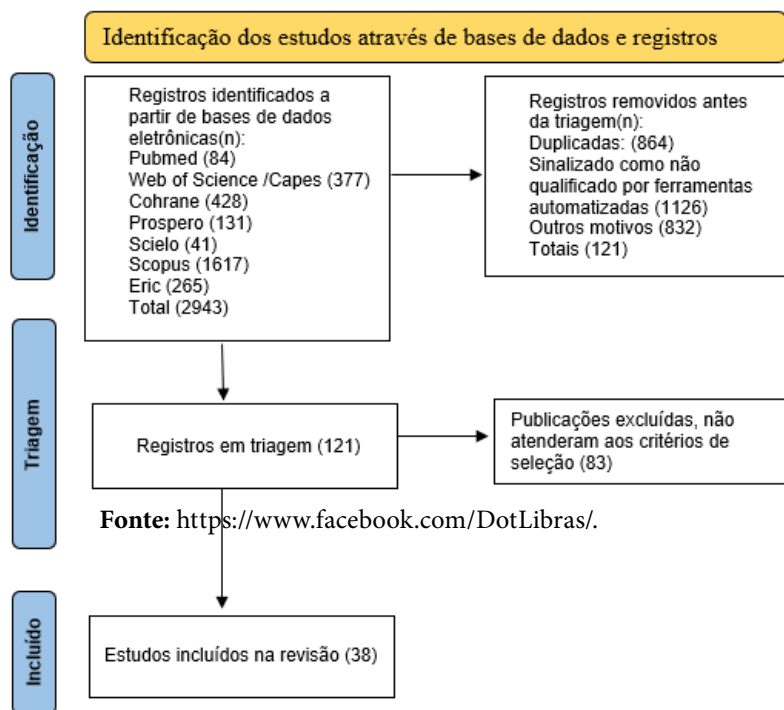 Identificação dos estudos através de bases de dados e registros
Identificação
Registros identificados a
partir de bases de dados
eletrônicas(n):
Pubmed (84)
Web of Science /Capes (377)
Cohrane (428)
Prospero (131)
Scielo (41)
Scopus (1617)
Eric (265)
Total (2943)
Registros removidos antes
da triagem(n):
Duplicadas: (864)
Sinalizado como não
qualificado por ferramentas
automatizadas (1126)
Outros motivos (832)
Totais (121)
Triagem
Registros em triagem (121)
Publicações excluídas, não
atenderam aos critérios de
seleção (83)
Fonte: https://www.facebook.com/DotLibras/.
Incluído
Estudos incluídos na revisão (38)